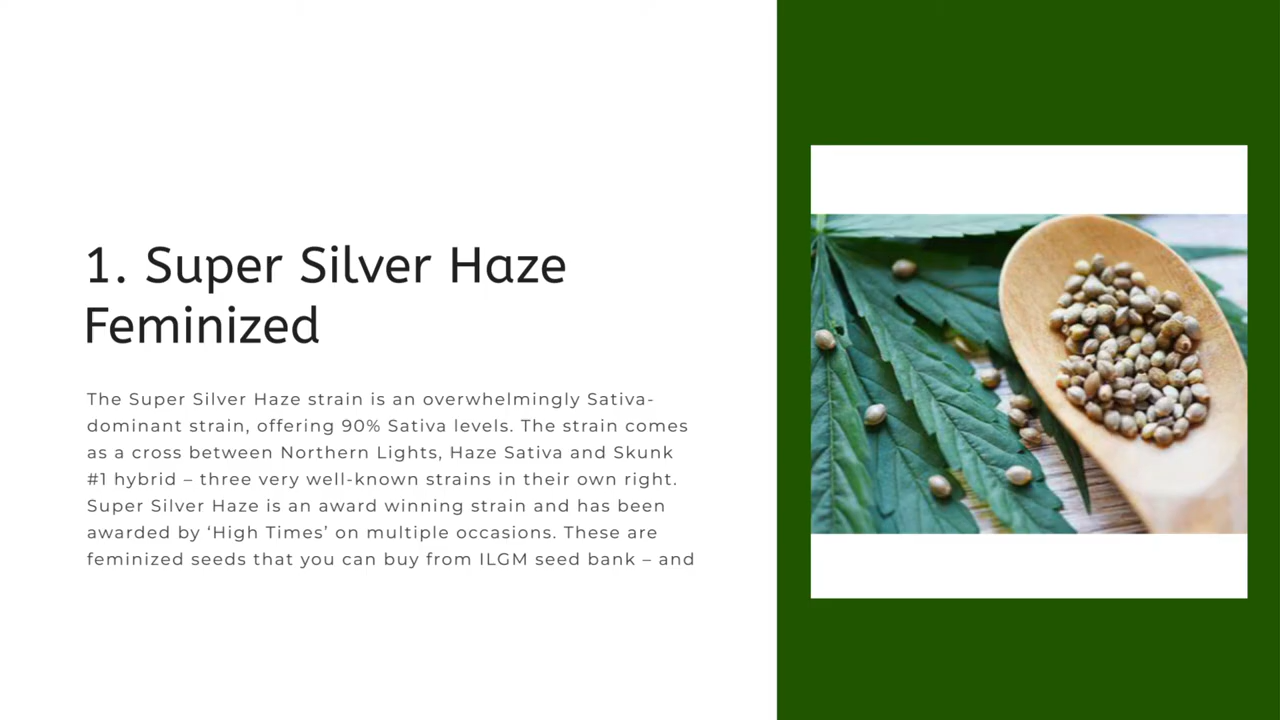 1. Super Silver Haze
Feminized
The Super Silver Haze strain is an overwhelmingly Sativa-
dominant strain, offering 90% Sativa levels. The strain comes
as a cross between Northern Lights, Haze Sativa and Skunk
#1 hybrid – three very well-known strains in their own right.
Super Silver Haze is an award winning strain and has been
awarded by ‘High Times’ on multiple occasions. These are
feminized seeds that you can buy from ILGM seed bank – and